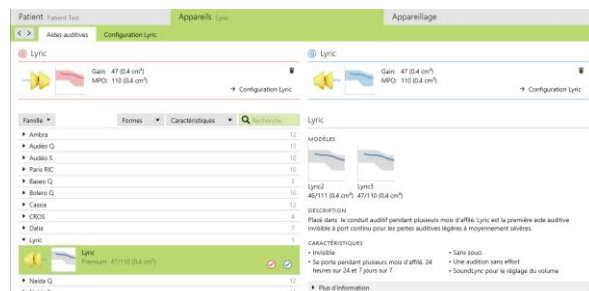 Patient Patient Test
Appareils Lyric
Appareillage
< > Aides auditives Configuration Lyric
D Lyric
Gain: 47 (0.4 cm³)
MPO: 110 (0.4 cm³)
→ Configuration Lyric
G Lyric
Gain: 47 (0.4 cm³)
MPO: 110 (0.4 cm³)
→ Configuration Lyric
Famille Formes Caractéristiques Recherche
Ambra 12
Audéo Q 12
Audéo S 10
Paris RIC 16
Baseo Q 3
Bolero Q 16
Cassia 12
CROS 4
Dalia 7
Lyric 1
Lyric
Premium 47/110 (0.4 cm³)
Naída Q 12
Lyric
MODÈLES
Lyric2 Lyric3
46/111 (0.4 cm³) 47/110 (0.4 cm³)
DESCRIPTION
Placé dans le conduit auditif pendant plusieurs mois d'affilé, Lyric est la première aide auditive
invisible à port continu pour les pertes auditives légères à moyennement sévères.
CARACTÉRISTIQUES
• Invisible
• Se porte pendant plusieurs mois d'affilé, 24
heures sur 24 et 7 jours sur 7
• Sans souci
• Une audition sans effort
• SoundLync pour le réglage du volume
Plus d'information